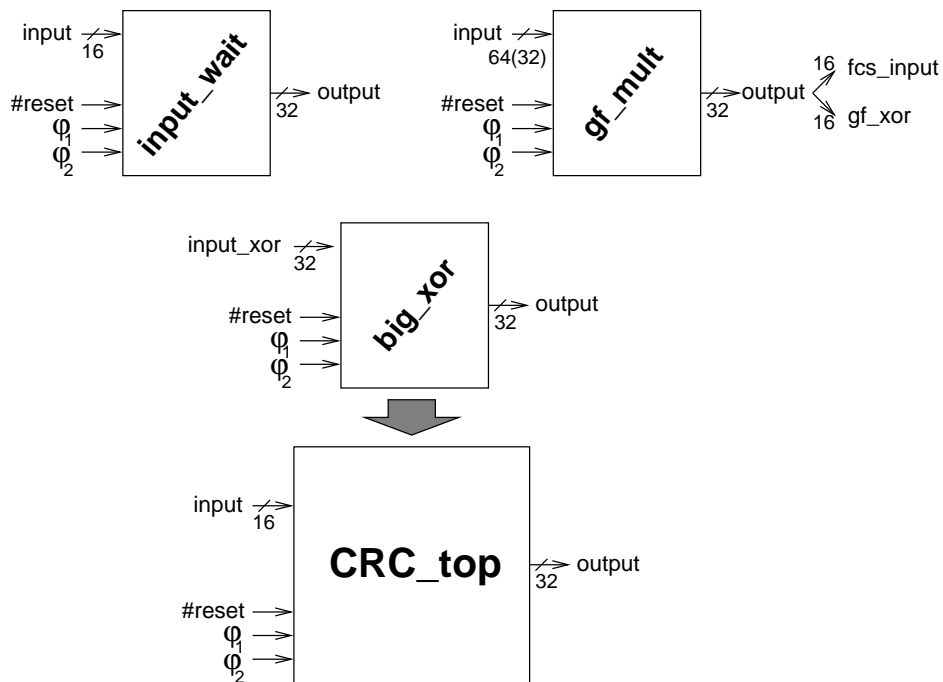 input
16
#reset
φ1
φ2
input_wait
32
output
input
64(32)
#reset
φ1
φ2
gf_mult
32
output
16
fcs_input
16
gf_xor
input_xor
32
#reset
φ1
φ2
big_xor
32
output
input
16
#reset
φ1
φ2
CRC_top
32
output